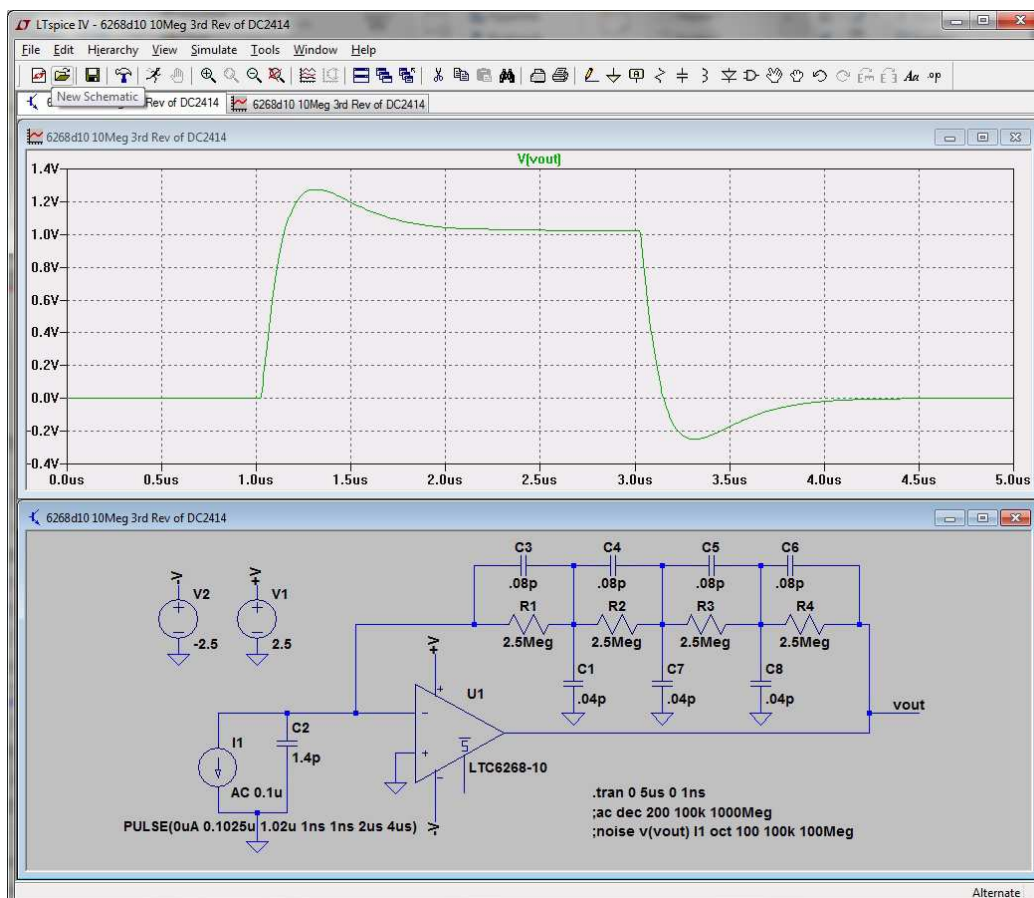 LTspice IV - 6268d10 10Meg 3rd Rev of DC2414
File Edit Hierarchy View Simulate Tools Window Help
New Schematic
6268d10 10Meg 3rd Rev of DC2414
6268d10 10Meg 3rd Rev of DC2414
V(vout)
1.4V
1.2V
1.0V
0.8V
0.6V
0.4V
0.2V
0.0V
-0.2V
-0.4V
0.0us 0.5us 1.0us 1.5us 2.0us 2.5us 3.0us 3.5us 4.0us 4.5us 5.0us
6268d10 10Meg 3rd Rev of DC2414
C3 C4 C5 C6
.08p .08p .08p .08p
-V +V
V2 V1
-2.5 2.5
R1 R2 R3 R4
2.5Meg 2.5Meg 2.5Meg 2.5Meg
+V
C1 C7 C8
.04p .04p .04p
U1
vout
C2
1.4p
I1
LTC6268-10
AC 0.1u
-V
PULSE(0uA 0.1025u 1.02u 1ns 1ns 2us 4us)
.tran 0 5us 0 1ns
;ac dec 200 100k 1000Meg
;noise v(vout) I1 oct 100 100k 100Meg
Alternate